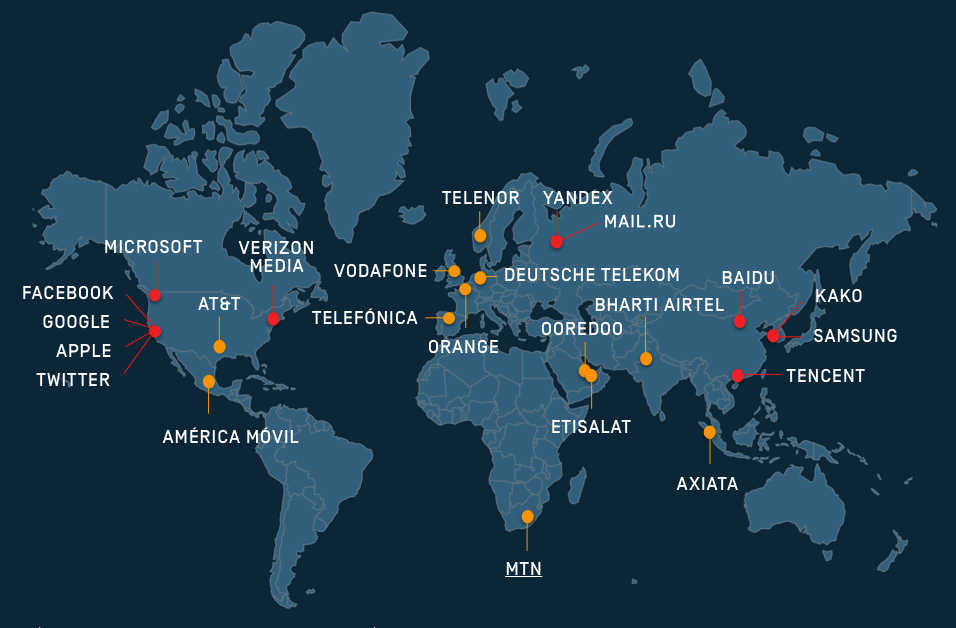 TELENOR
YANDEX
MAIL.RU
MICROSOFT
VERIZON
MEDIA
VODAFONE
DEUTSCHE TELEKOM
BAIDU
FACEBOOK
AT&T
BHARTI AIRTEL
KAKO
GOOGLE
TELEFÓNICA
OOREDOO
SAMSUNG
APPLE
ORANGE
TWITTER
TENCENT
AMÉRICA MÓVIL
ETISALAT
AXIATA
MTN